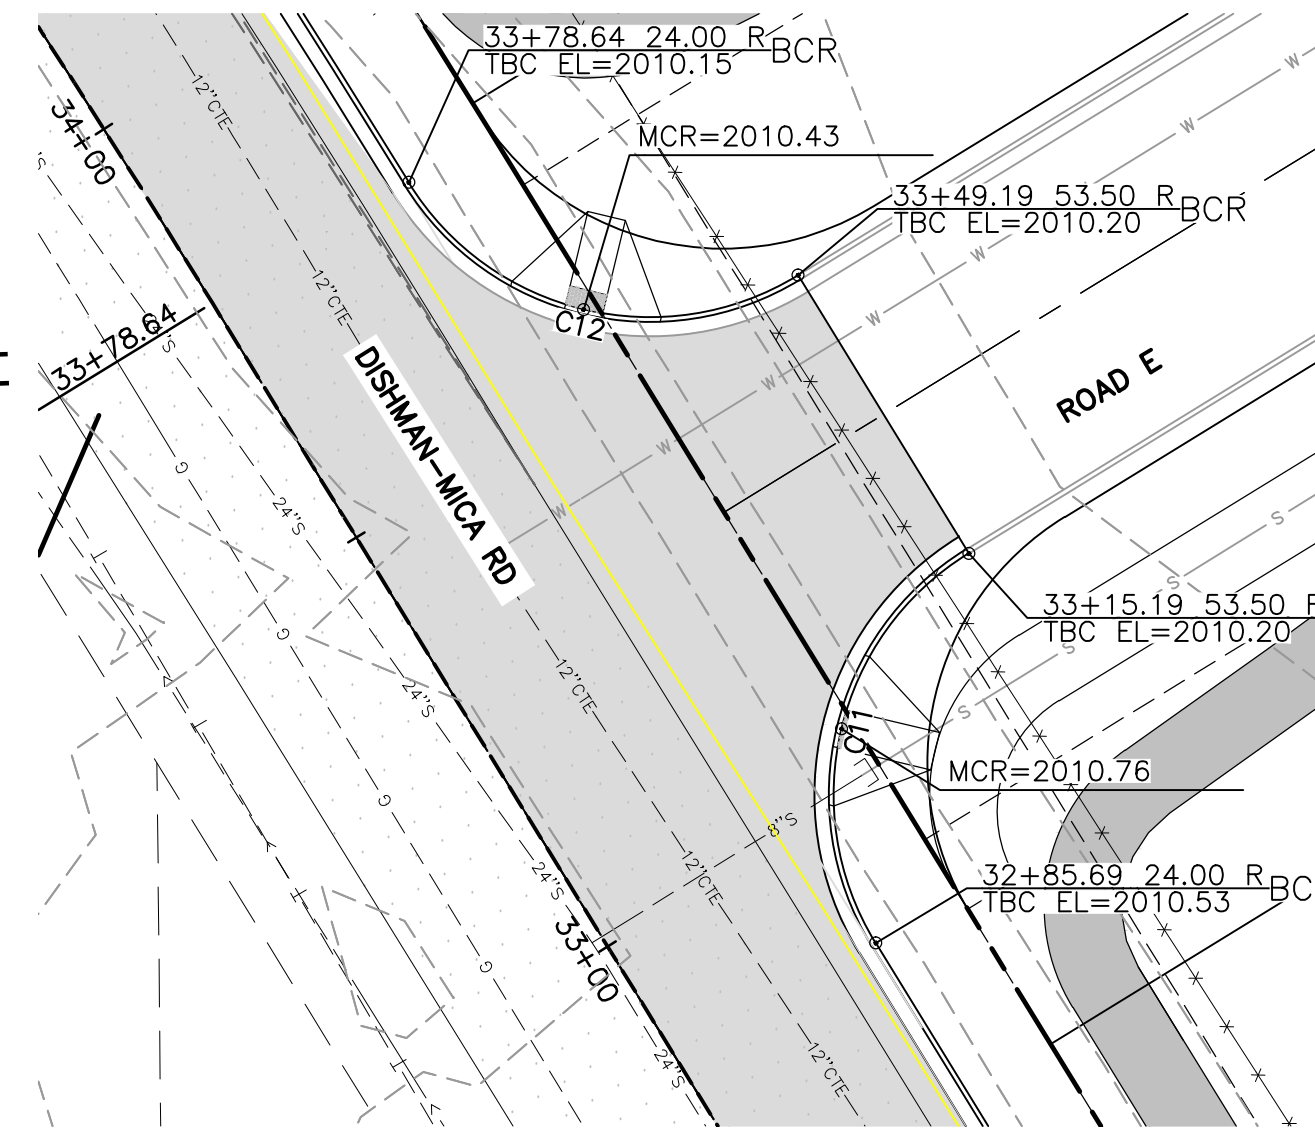 33+78.64 24.00 R
TBC EL=2010.15
BCR
MCR=2010.43
33+49.19 53.50 R
TBC EL=2010.20
BCR
34+00
12"CTE
12"CTE
33+78.64
S
S
C12
W
W
W
W
W
W
W
DISHMAN-MICA RD
ROAD E
G
24"S
G
24"S
12"CTE
S
S
S
S
33+15.19 53.50 R
TBC EL=2010.20
C11
MCR=2010.76
8"S
G
24"S
12"CTE
32+85.69 24.00 R
TBC EL=2010.53
BC
33+00
G
24"S
12"CTE